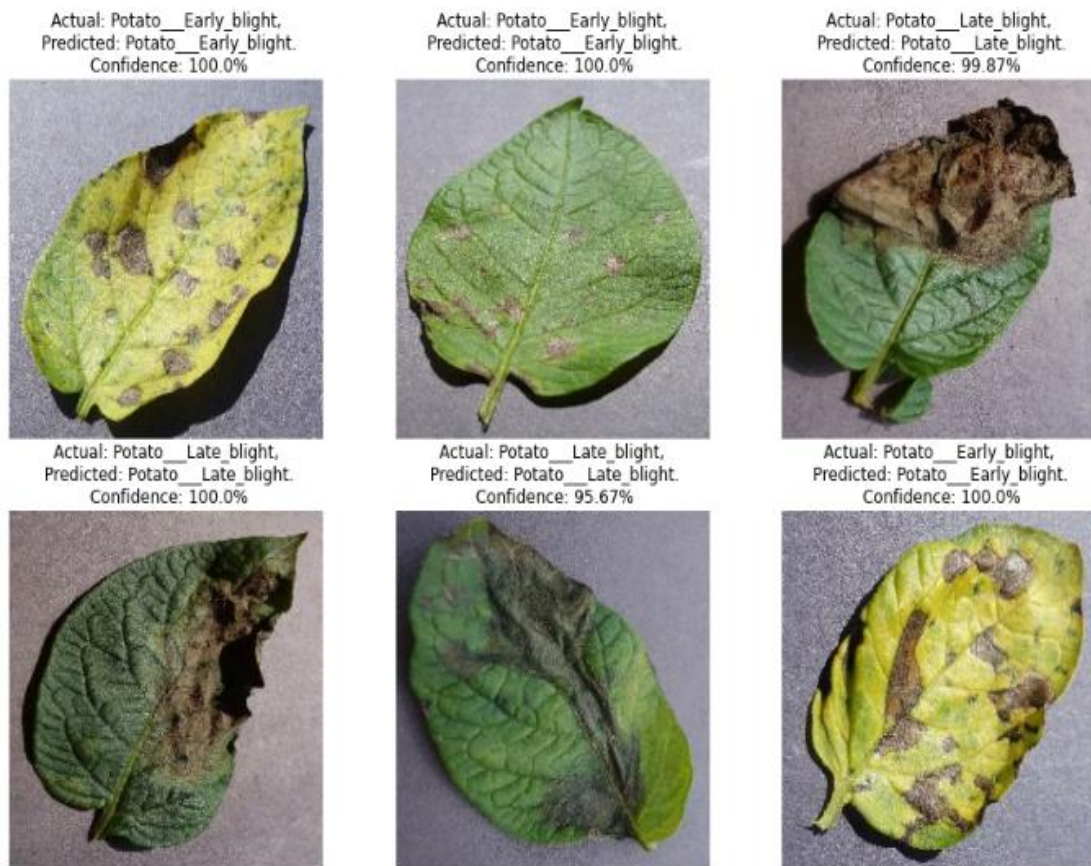 Actual: Potato___Early_blight,
Predicted: Potato___Early_blight.
Confidence: 100.0%
Actual: Potato___Early_blight,
Predicted: Potato___Early_blight.
Confidence: 100.0%
Actual: Potato___Late_blight,
Predicted: Potato___Late_blight.
Confidence: 99.87%
Actual: Potato___Late_blight,
Predicted: Potato___Late_blight.
Confidence: 100.0%
Actual: Potato___Late_blight,
Predicted: Potato___Late_blight.
Confidence: 95.67%
Actual: Potato___Early_blight,
Predicted: Potato___Early_blight.
Confidence: 100.0%